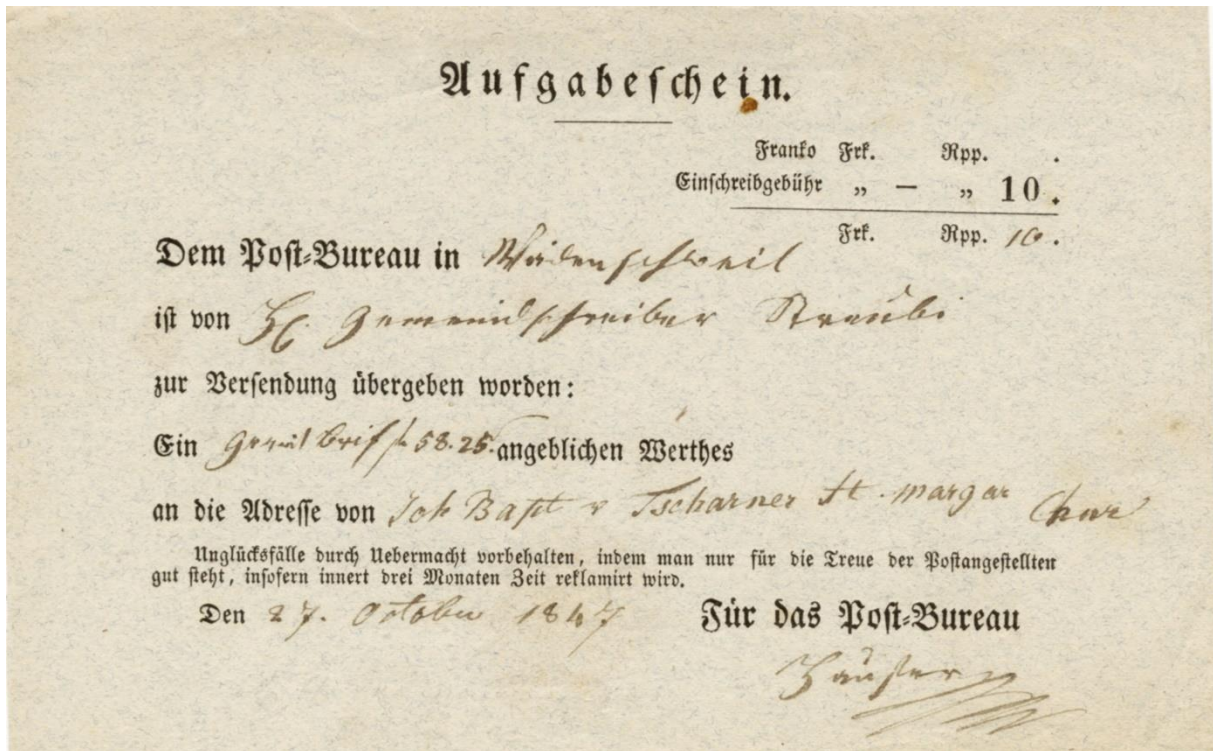 Aufgabeschein.
Franko Frk. Rpp. .
Einschreibgebühr „ — „ 10.
Frk. Rpp. 10.
Dem Post-Bureau in Wädenschweil
ist von H. Gemeindschreiber Sträubi
zur Versendung übergeben worden:
Ein 58.25. angeblichen Werthes
an die Adresse von Joh Bapt v Tscharner St. Margar Chur
Unglücksfälle durch Uebermacht vorbehalten, indem man nur für die Treue der Postangestellten
gut steht, insofern innert drei Monaten Zeit reklamirt wird.
Den 27. October 1847
Für das Post-Bureau
Hauser